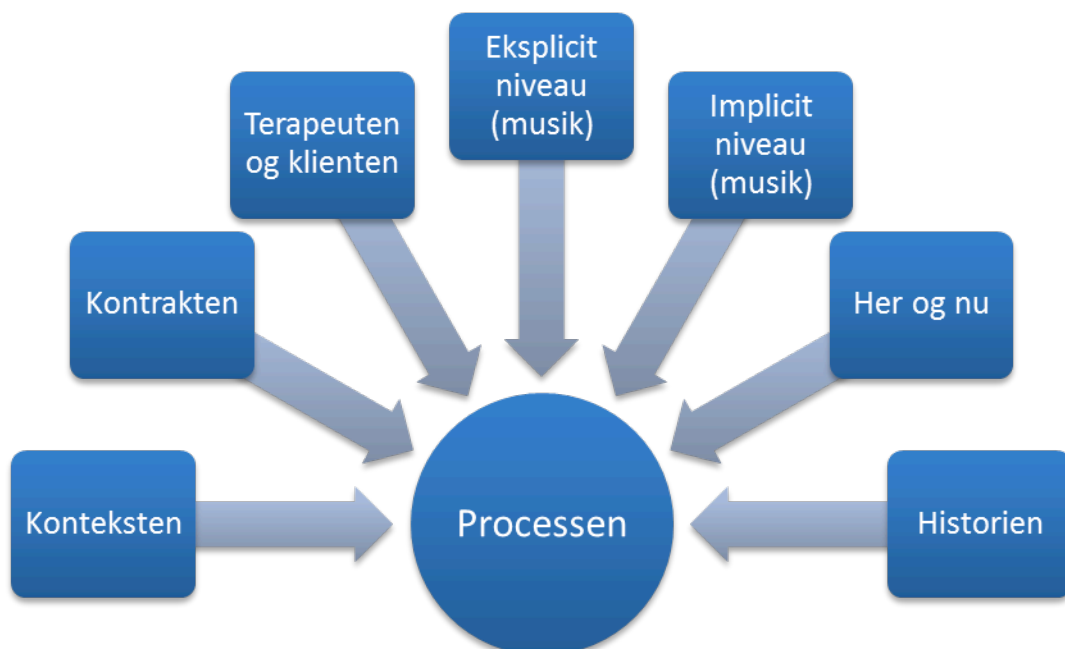 Eksplicit
niveau
(musik)
Terapeuten
og klienten
Implicit
niveau
(musik)
Kontrakten
Her og nu
Konteksten
Processen
Historien